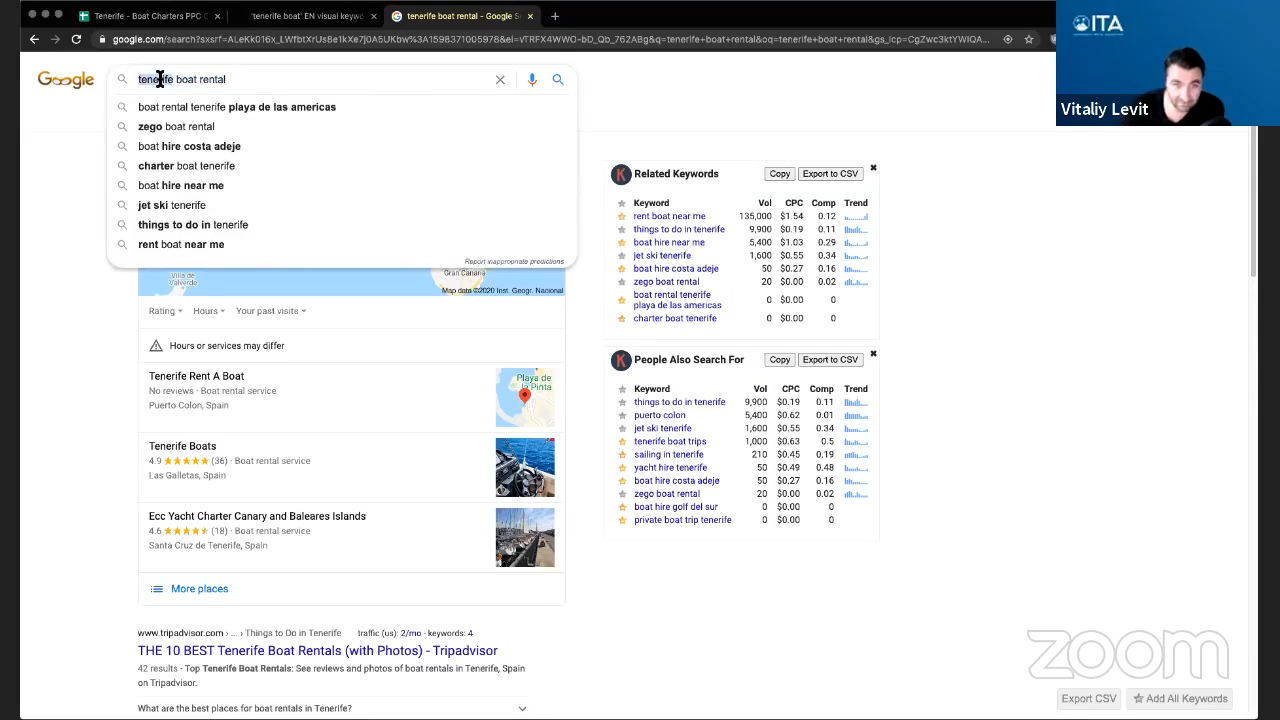 Tenerife - Boat Charters PPC C
'tenerife boat' EN visual keywo
tenerife boat rental - Google S
google.com/search?sxsrf=ALeKk016x_LWfbtXrUs8e1kXe7j0ADkbvg%3A1598371005978&ei=vTRFX4WWOb-D_Qb_762ABg&q=tenerife+boat+rental&oq=tenerife+boat+rental&gs_lcp=CgZwc3ktYWIQA...
ITA
Vitaliy Levit
Google
tenerife boat rental
boat rental tenerife playa de las americas
zego boat rental
boat hire costa adeje
charter boat tenerife
boat hire near me
jet ski tenerife
things to do in tenerife
rent boat near me
Report inappropriate predictions
Villa de
Valverde
Gran Canaria
Map data ©2020 Inst. Geogr. Nacional
Rating
Hours
Your past visits
Hours or services may differ
Tenerife Rent A Boat
No reviews · Boat rental service
Puerto Colon, Spain
Playa de
la Pinta
Tenerife Boats
4.9 (36) · Boat rental service
Las Galletas, Spain
Ecc Yacht Charter Canary and Baleares Islands
4.6 (18) · Boat rental service
Santa Cruz de Tenerife, Spain
More places
www.tripadvisor.com › ... › Things to Do in Tenerife traffic (us): 2/mo - keywords: 4
THE 10 BEST Tenerife Boat Rentals (with Photos) - Tripadvisor
42 results - Top Tenerife Boat Rentals: See reviews and photos of boat rentals in Tenerife, Spain
on Tripadvisor.
What are the best places for boat rentals in Tenerife?
K Related Keywords Copy Export to CSV
Keyword Vol CPC Comp Trend
rent boat near me 135,000 $1.54 0.12
things to do in tenerife 9,900 $0.19 0.11
boat hire near me 5,400 $1.03 0.29
jet ski tenerife 1,600 $0.55 0.34
boat hire costa adeje 50 $0.27 0.16
zego boat rental 20 $0.00 0.02
boat rental tenerife
playa de las americas 0 $0.00 0
charter boat tenerife 0 $0.00 0
K People Also Search For Copy Export to CSV
Keyword Vol CPC Comp Trend
things to do in tenerife 9,900 $0.19 0.11
puerto colon 5,400 $0.62 0.01
jet ski tenerife 1,600 $0.55 0.34
tenerife boat trips 1,000 $0.63 0.5
sailing in tenerife 210 $0.45 0.19
yacht hire tenerife 50 $0.49 0.48
boat hire costa adeje 50 $0.27 0.16
zego boat rental 20 $0.00 0.02
boat hire golf del sur 0 $0.00 0
private boat trip tenerife 0 $0.00 0
zoom
Export CSV
Add All Keywords